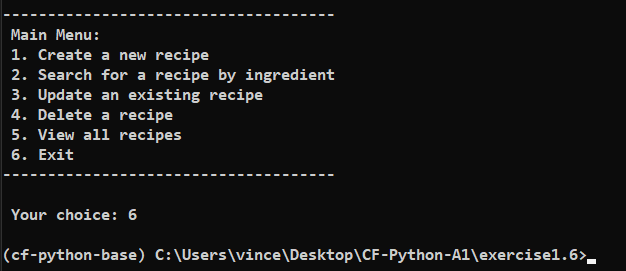 -------------------------------------
Main Menu:
1. Create a new recipe
2. Search for a recipe by ingredient
3. Update an existing recipe
4. Delete a recipe
5. View all recipes
6. Exit
-------------------------------------
Your choice: 6
(cf-python-base) C:\Users\vince\Desktop\CF-Python-A1\exercise1.6>